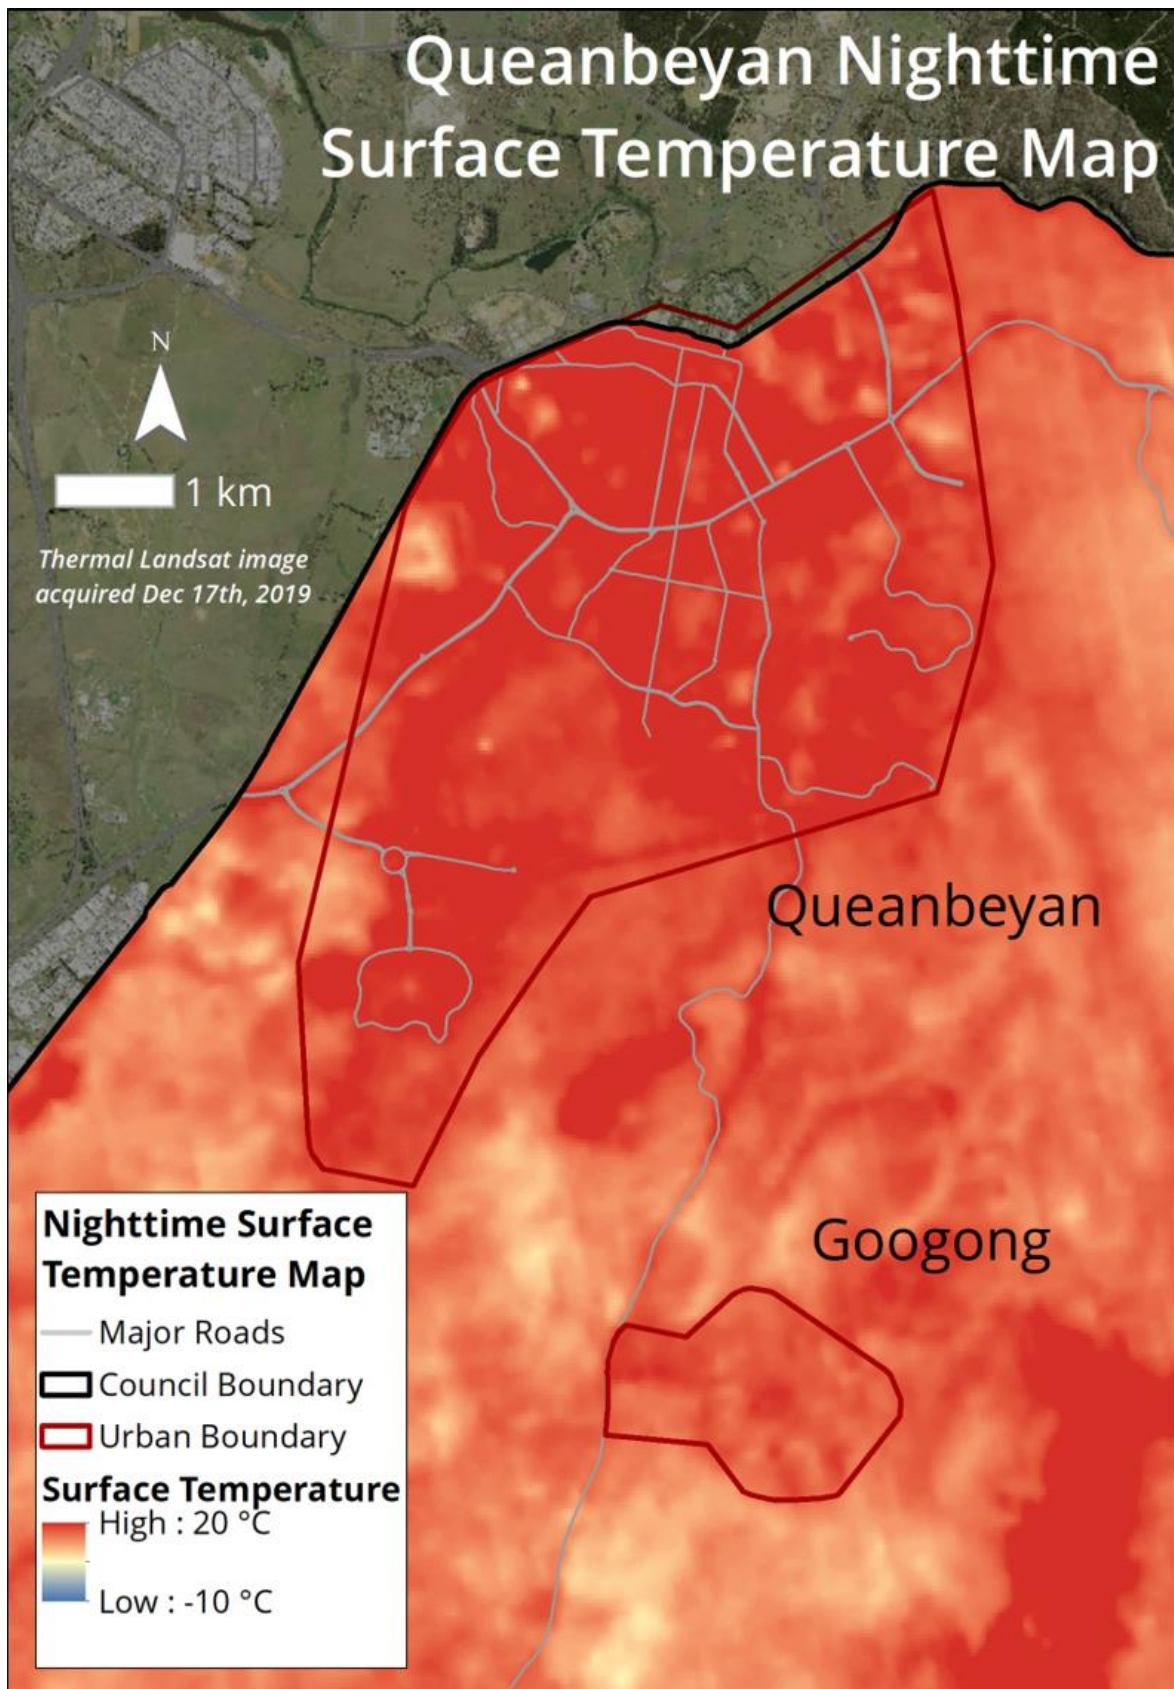 Queanbeyan Nighttime
Surface Temperature Map
N
1 km
Thermal Landsat image
acquired Dec 17th, 2019
Queanbeyan
Googong
Nighttime Surface
Temperature Map
Major Roads
Council Boundary
Urban Boundary
Surface Temperature
High : 20 °C
Low : -10 °C